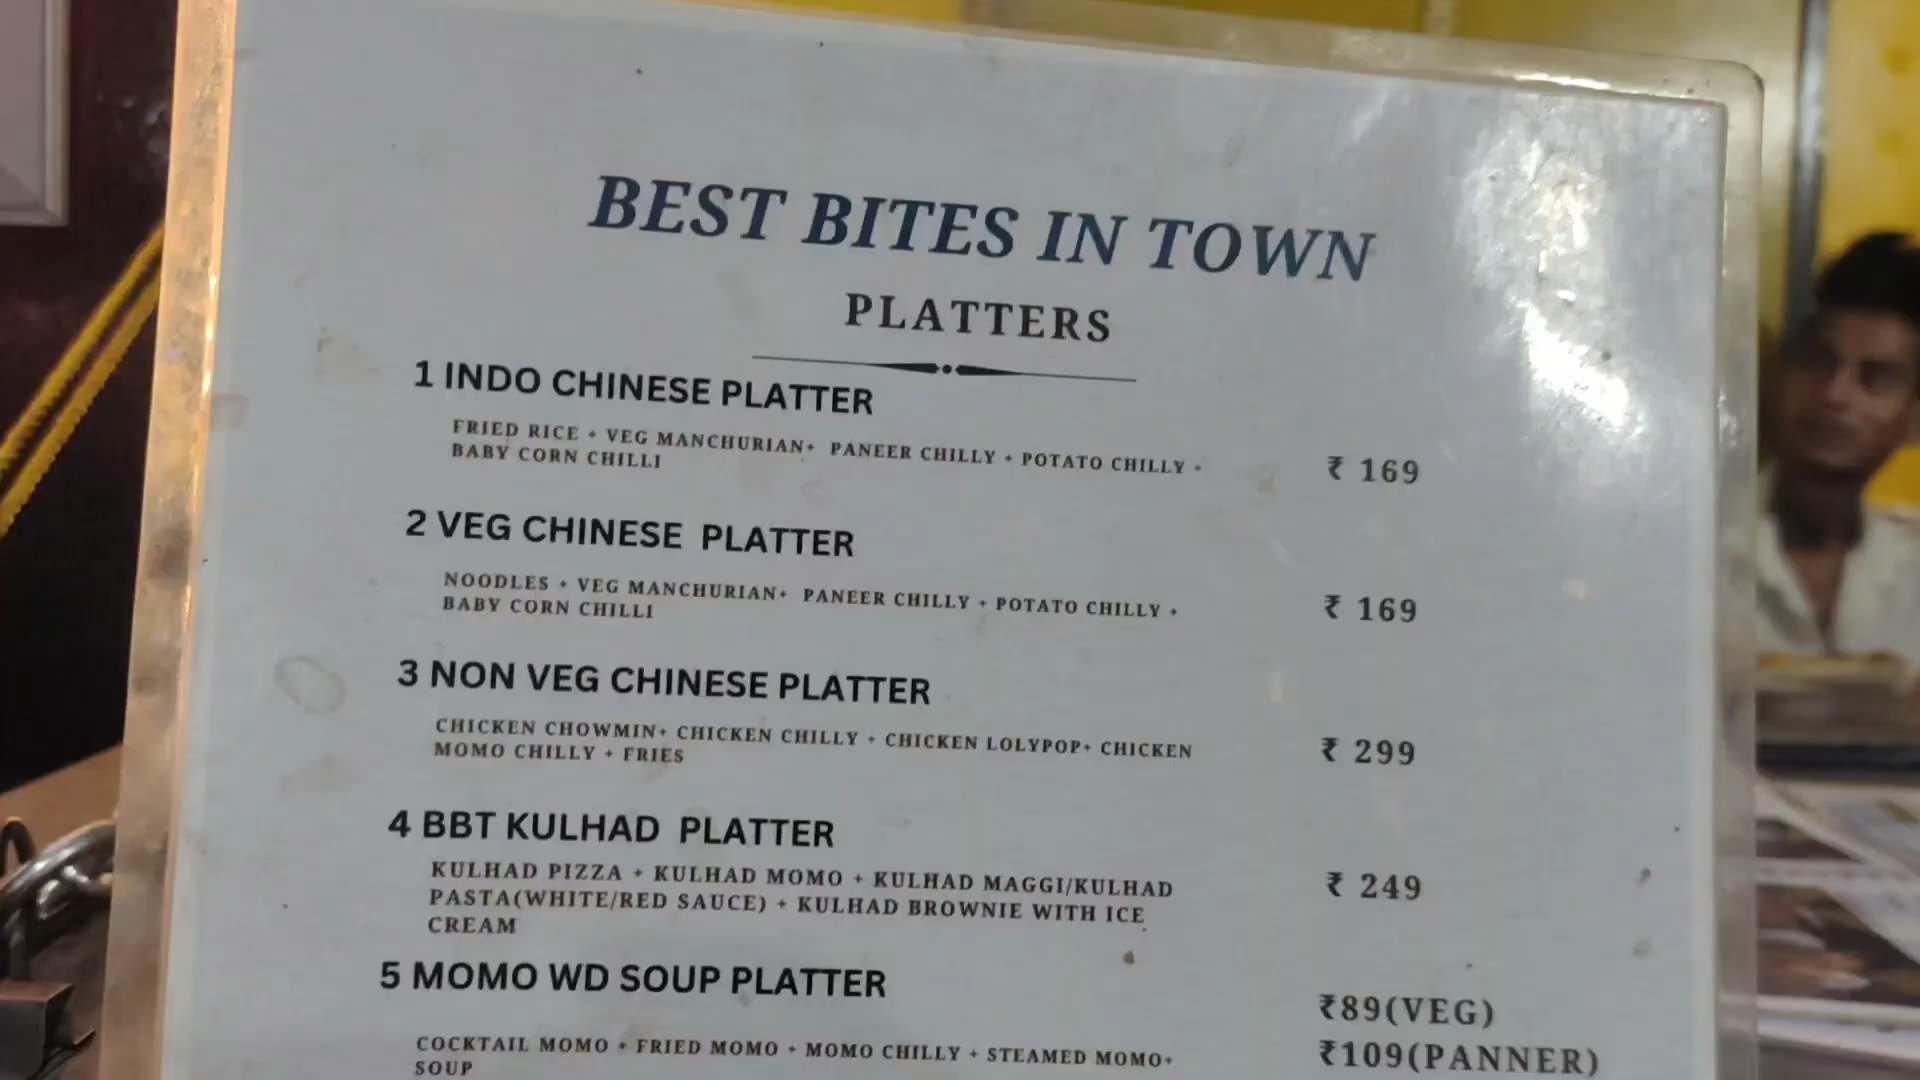 BEST BITES IN TOWN
PLATTERS
1 INDO CHINESE PLATTER
FRIED RICE + VEG MANCHURIAN+ PANEER CHILLY + POTATO CHILLY +
BABY CORN CHILLI
₹ 169
2 VEG CHINESE PLATTER
NOODLES + VEG MANCHURIAN+ PANEER CHILLY + POTATO CHILLY +
BABY CORN CHILLI
₹ 169
3 NON VEG CHINESE PLATTER
CHICKEN CHOWMIN+ CHICKEN CHILLY + CHICKEN LOLYPOP+ CHICKEN
MOMO CHILLY + FRIES
₹ 299
4 BBT KULHAD PLATTER
KULHAD PIZZA + KULHAD MOMO + KULHAD MAGGI/KULHAD
PASTA(WHITE/RED SAUCE) + KULHAD BROWNIE WITH ICE
CREAM
₹ 249
5 MOMO WD SOUP PLATTER
COCKTAIL MOMO + FRIED MOMO + MOMO CHILLY + STEAMED MOMO+
SOUP
₹89(VEG)
₹109(PANNER)